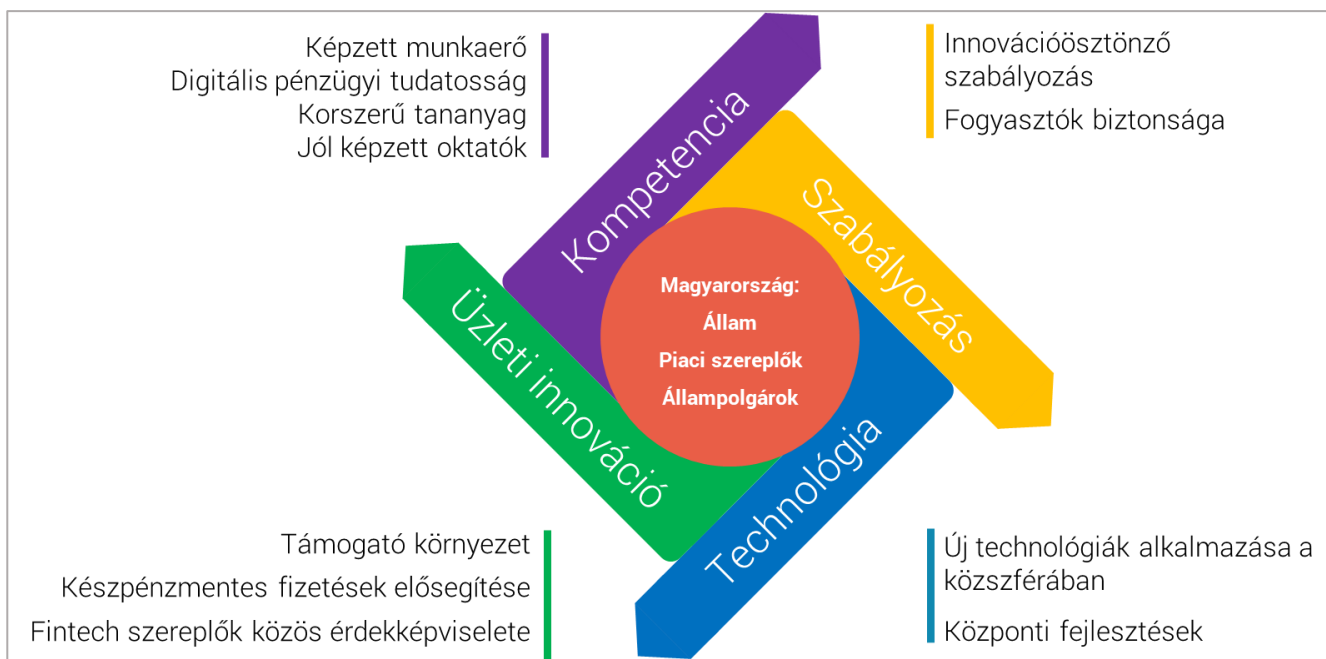 Képzett munkaerő
Digitális pénzügyi tudatosság
Korszerű tananyag
Jól képzett oktatók
Innovációösztönző
szabályozás
Fogyasztók biztonsága
Kompetencia
Szabályozás
Magyarország:
Állam
Piaci szereplők
Állampolgárok
Üzleti innováció
Technológia
Támogató környezet
Készpénzmentes fizetések elősegítése
Fintech szereplők közös érdekképviselete
Új technológiák alkalmazása a
közszférában
Központi fejlesztések